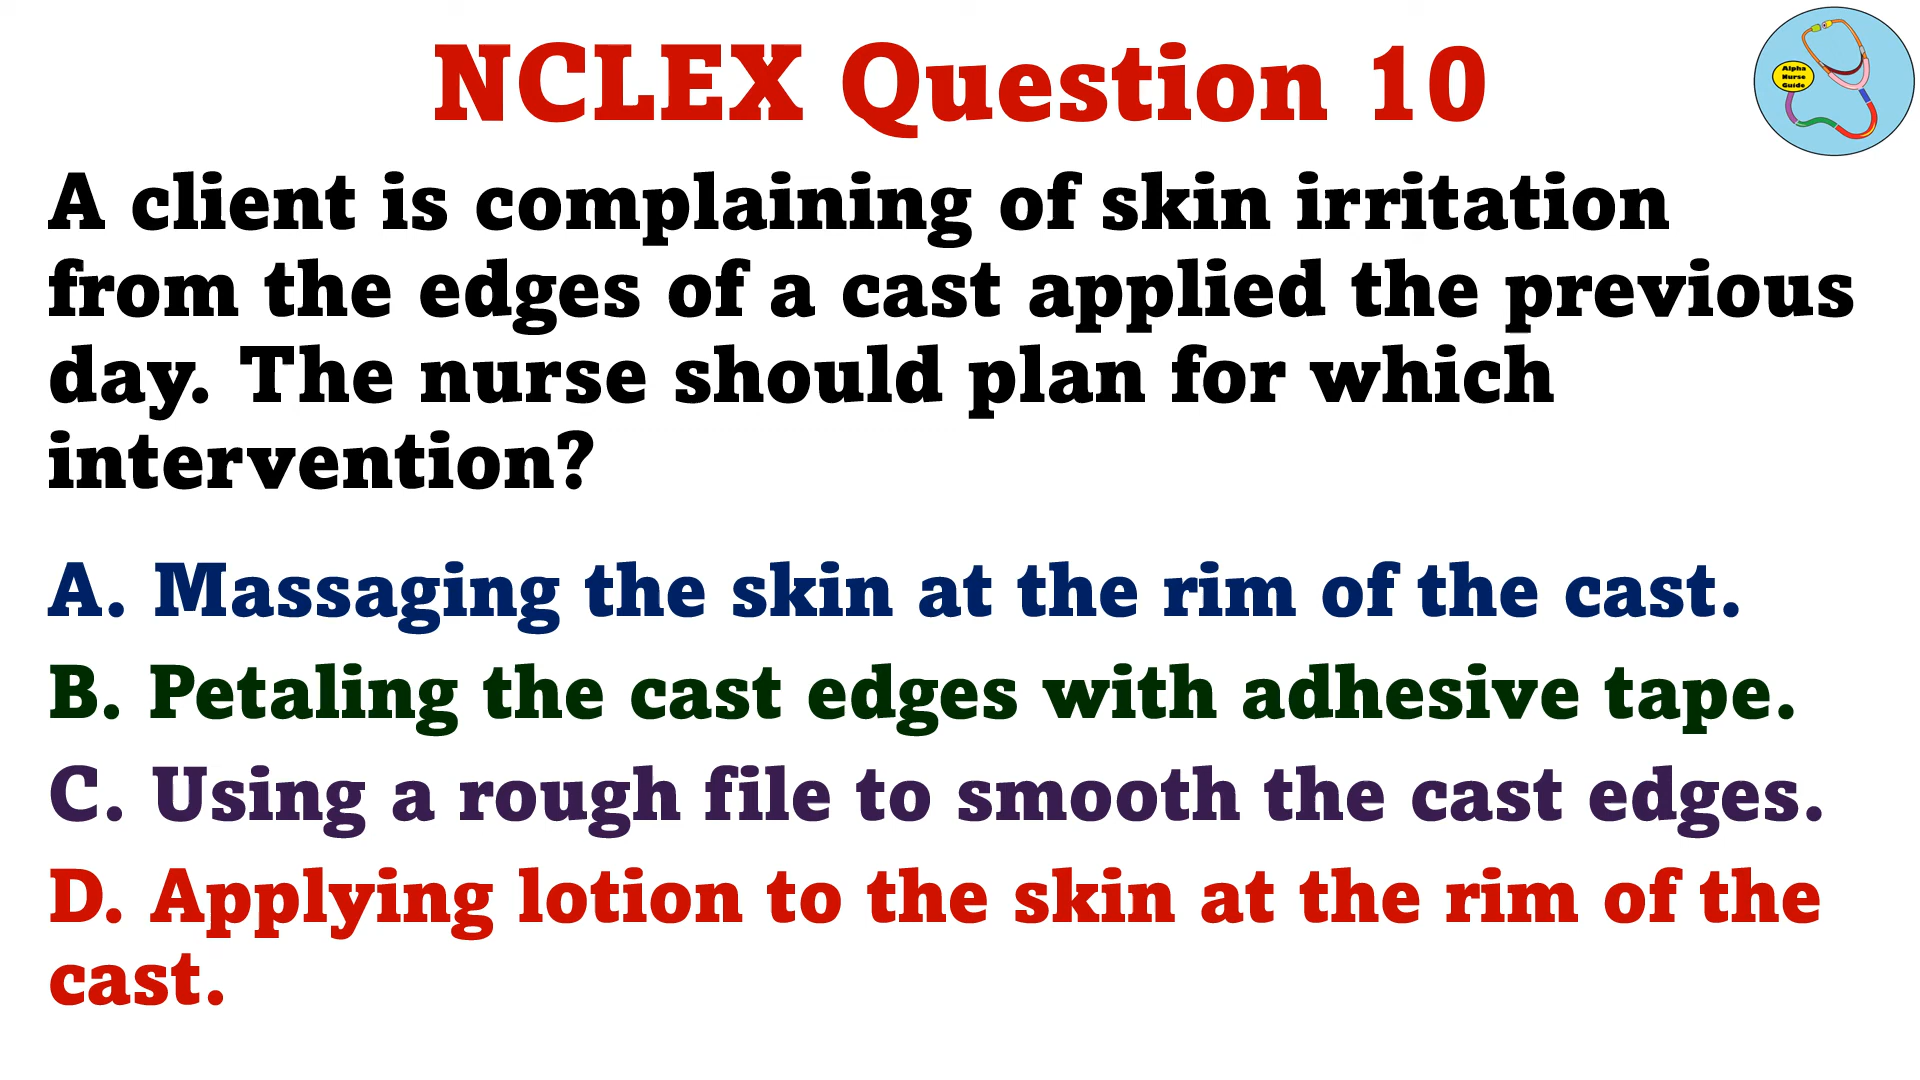 NCLEX Question 10
Alpha
Nurse
Guide
A client is complaining of skin irritation
from the edges of a cast applied the previous
day. The nurse should plan for which
intervention?
A. Massaging the skin at the rim of the cast.
B. Petaling the cast edges with adhesive tape.
C. Using a rough file to smooth the cast edges.
D. Applying lotion to the skin at the rim of the
cast.